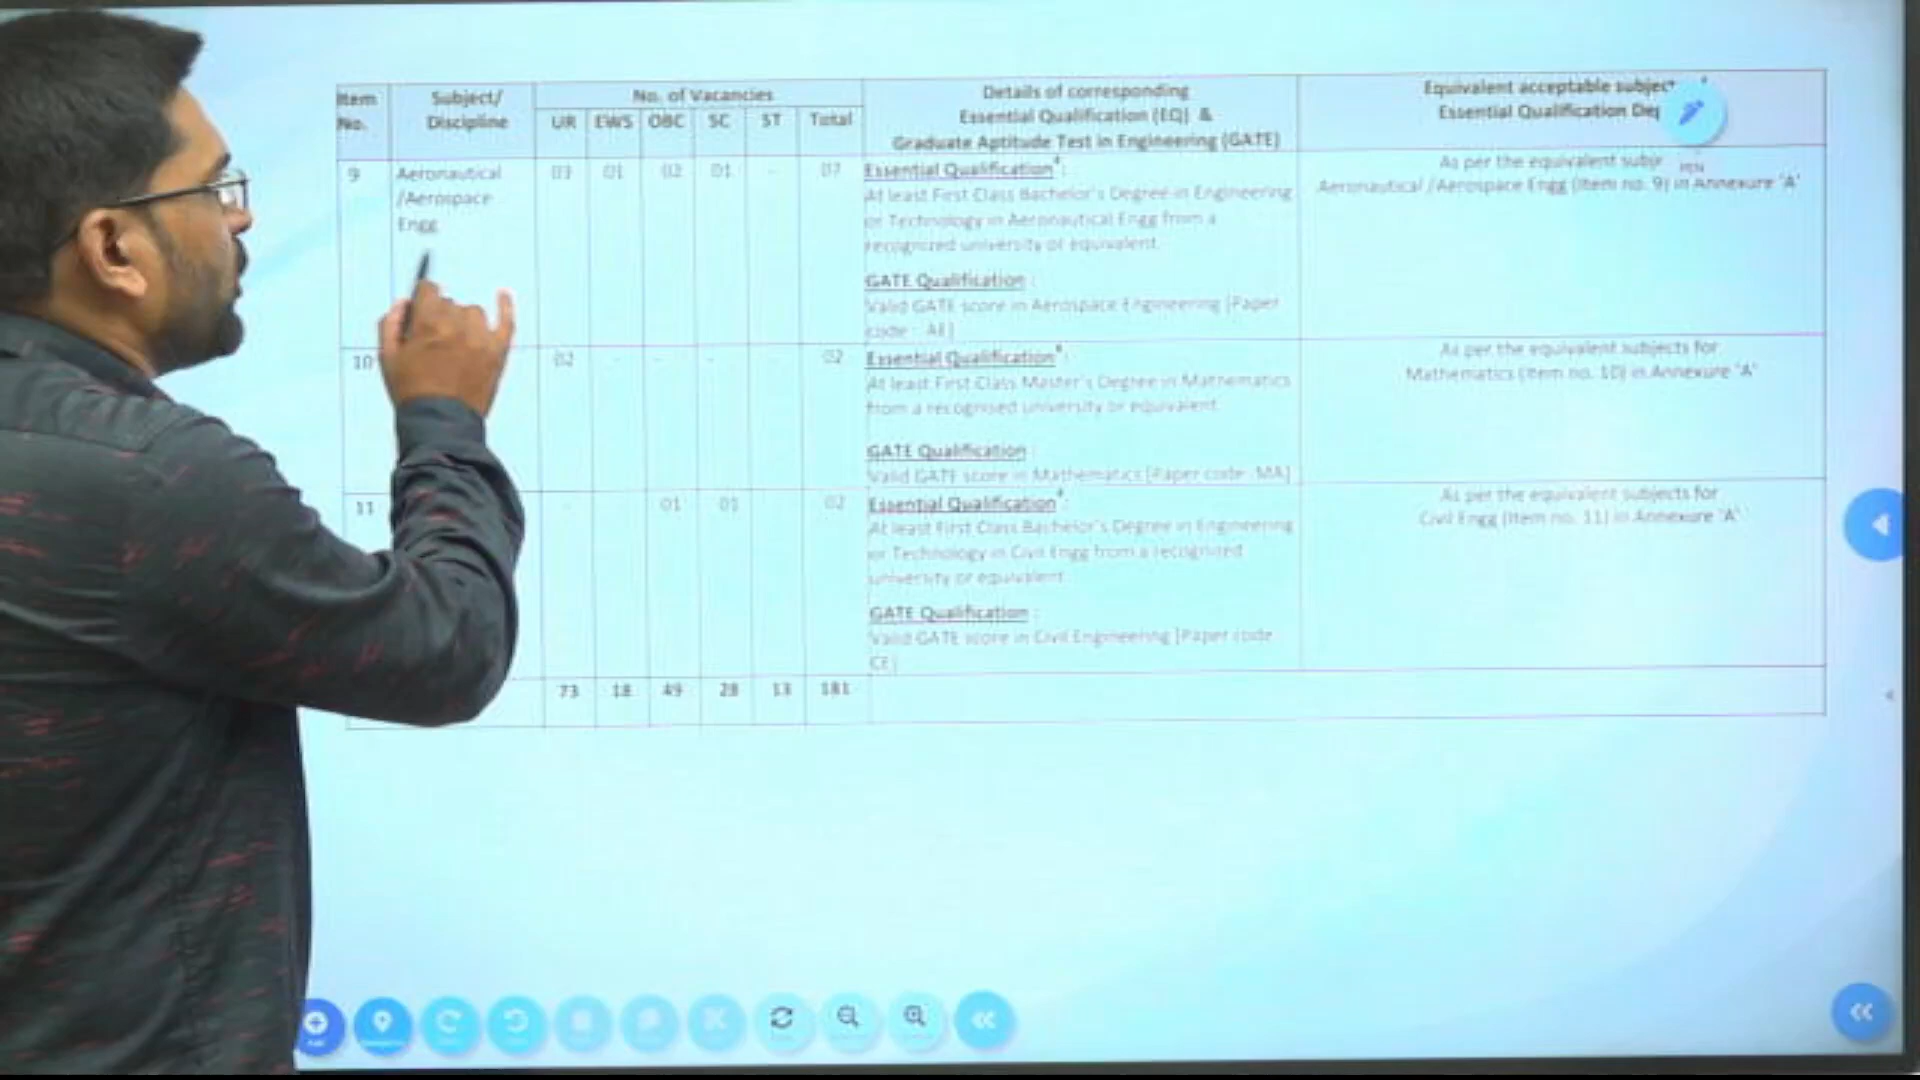 Item No.
Subject/ Discipline
No. of Vacancies
UR EWS OBC SC ST Total
Details of corresponding
Essential Qualification (EQ) &
Graduate Aptitude Test in Engineering (GATE)
Equivalent acceptable subject
Essential Qualification Deg
PEN
9
Aeronautical
/Aerospace
Engg
03 01 02 01 - 07
Essential Qualification#:
At least First Class Bachelor's Degree in Engineering
or Technology in Aeronautical Engg from a
recognized university or equivalent
GATE Qualification :
Valid GATE score in Aerospace Engineering [Paper
code : AE]
As per the equivalent subje
Aeronautical /Aerospace Engg (Item no. 9) in Annexure 'A'
10
02 - - - 02
Essential Qualification#:
At least First Class Master's Degree in Mathematics
from a recognised university or equivalent
GATE Qualification :
Valid GATE score in Mathematics [Paper code : MA]
As per the equivalent subjects for
Mathematics (Item no. 10) in Annexure 'A'
11
- 01 01 02
Essential Qualification#:
At least First Class Bachelor's Degree in Engineering
or Technology in Civil Engg from a recognized
university or equivalent
GATE Qualification :
Valid GATE score in Civil Engineering [Paper code
CE]
As per the equivalent subjects for
Civil Engg (Item no. 11) in Annexure 'A'
73 18 49 28 13 181
Add